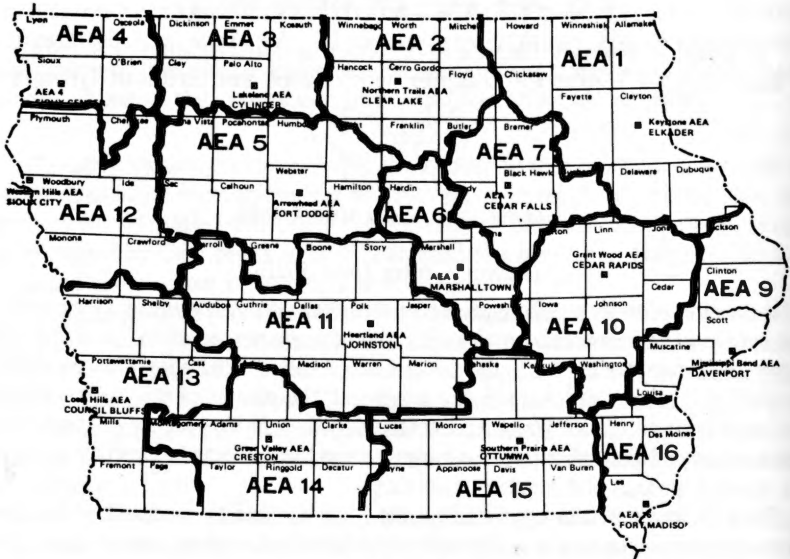 Lyon Osceola Dickinson Emmet Kossuth Winnebago Worth Mitchell Howard Winneshiek Allamakee
AEA 4 AEA 3 AEA 2 AEA 1
Sioux O'Brien Clay Palo Alto Hancock Cerro Gordo Floyd Chickasaw
AEA 4
SIOUX CENTER
Lakeland AEA
CYLINDER
Northern Trails AEA
CLEAR LAKE
Fayette Clayton
Keystone AEA
ELKADER
Plymouth Cherokee Pocahontas Franklin Butler Bremer
AEA 5 AEA 7
Webster Black Hawk Delaware Dubuque
Woodbury Ida Sac Calhoun Hamilton Hardin
Western Hills AEA
SIOUX CITY
Arrowhead AEA
FORT DODGE
AEA 7
CEDAR FALLS
AEA 12 AEA 6
Monona Crawford Greene Boone Story Marshall Linn
AEA 6
MARSHALLTOWN
Grant Wood AEA
CEDAR RAPIDS
Clinton
AEA 9
Cedar
Harrison Shelby Audubon Guthrie Dallas Polk Jasper Iowa Johnson Scott
AEA 11 AEA 10
Heartland AEA
JOHNSTON
Muscatine
Mississippi Bend AEA
DAVENPORT
Pottawattamie Cass Madison Warren Marion Washington
AEA 13
Loess Hills AEA
COUNCIL BLUFFS
Louisa
Mills Montgomery Adams Union Clarke Lucas Monroe Wapello Jefferson Henry Des Moines
Green Valley AEA
CRESTON
Southern Prairie AEA
OTTUMWA
AEA 16
Fremont Page Taylor Ringgold Decatur Appanoose Davis Van Buren Lee
AEA 14 AEA 15
FORT MADISON